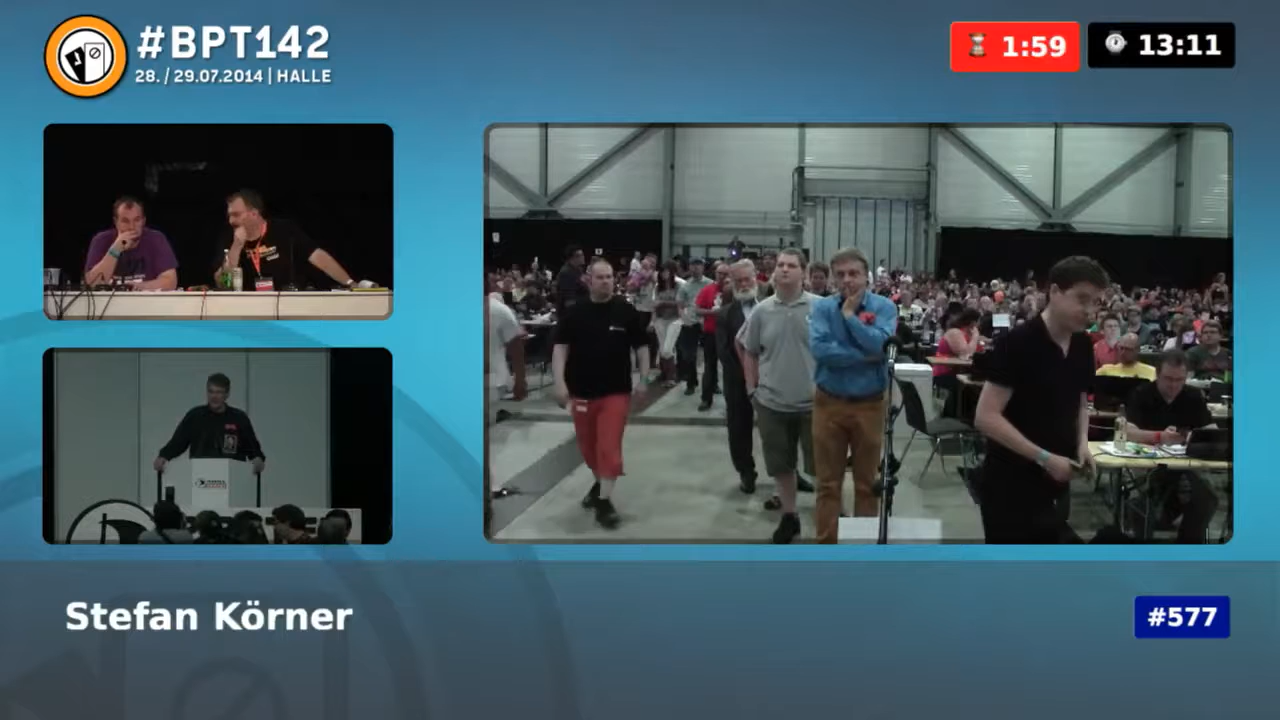 #BPT142
28. / 29.07.2014 | HALLE
1:59
13:11
Stefan Körner
#577